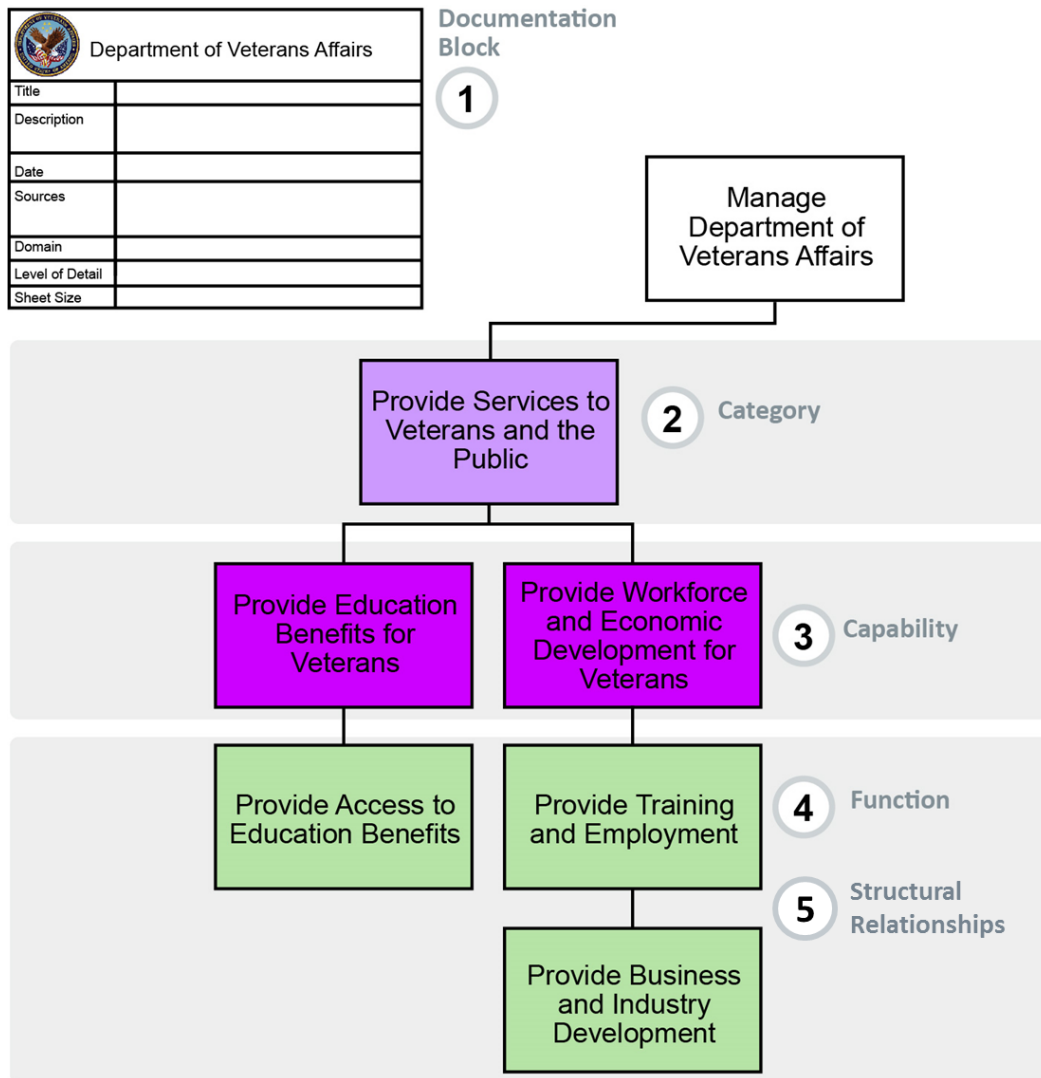 Department of Veterans Affairs
Title
Description
Date
Sources
Domain
Level of Detail
Sheet Size
Documentation
Block
1
Manage
Department of
Veterans Affairs
Provide Services to
Veterans and the
Public
2
Category
Provide Education
Benefits for
Veterans
Provide Workforce
and Economic
Development for
Veterans
3
Capability
Provide Access to
Education Benefits
Provide Training
and Employment
4
Function
5
Structural
Relationships
Provide Business
and Industry
Development